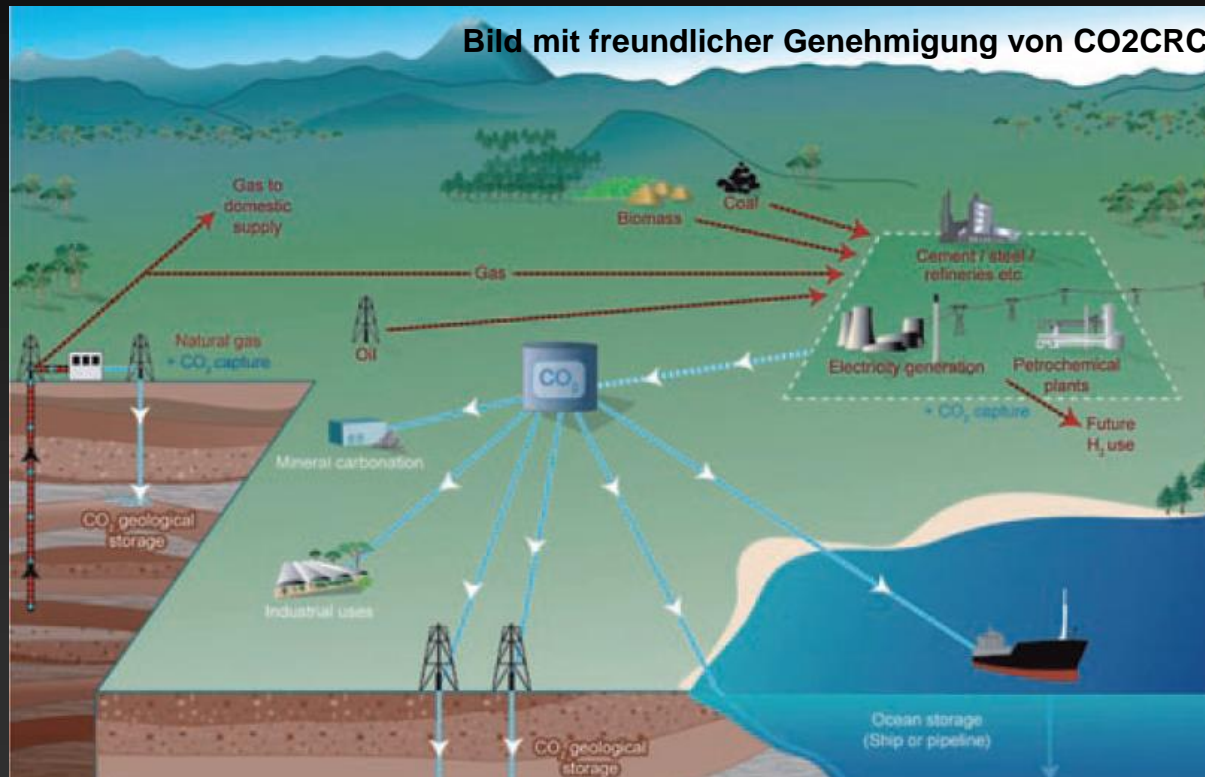 Bild mit freundlicher Genehmigung von CO2CRC
Gas to
domestic
supply
Biomass
Coal
Cement / steel /
refineries etc
Gas
Natural gas
+ CO₂ capture
Oil
CO₂
Electricity generation
Petrochemical
plants
+ CO₂ capture
Future
H₂ use
Mineral carbonation
CO₂ geological
storage
Industrial uses
Ocean storage
(Ship or pipeline)
CO₂ geological
storage